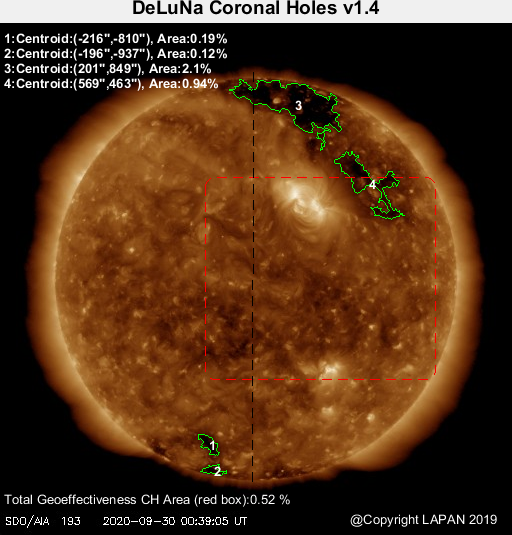 DeLuNa Coronal Holes v1.4
1:Centroid:(-216",-810"), Area:0.19%
2:Centroid:(-196",-937"), Area:0.12%
3:Centroid:(201",849"), Area:2.1%
4:Centroid:(569",463"), Area:0.94%
3
4
1
2
Total Geoeffectiveness CH Area (red box):0.52 %
SDO/AIA 193 2020-09-30 00:39:05 UT
@Copyright LAPAN 2019